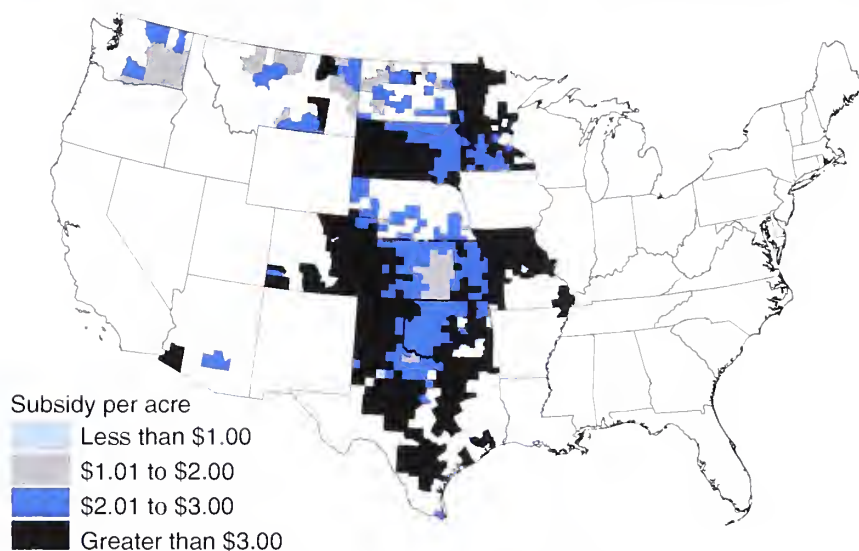 Subsidy per acre
Less than $1.00
$1.01 to $2.00
$2.01 to $3.00
Greater than $3.00